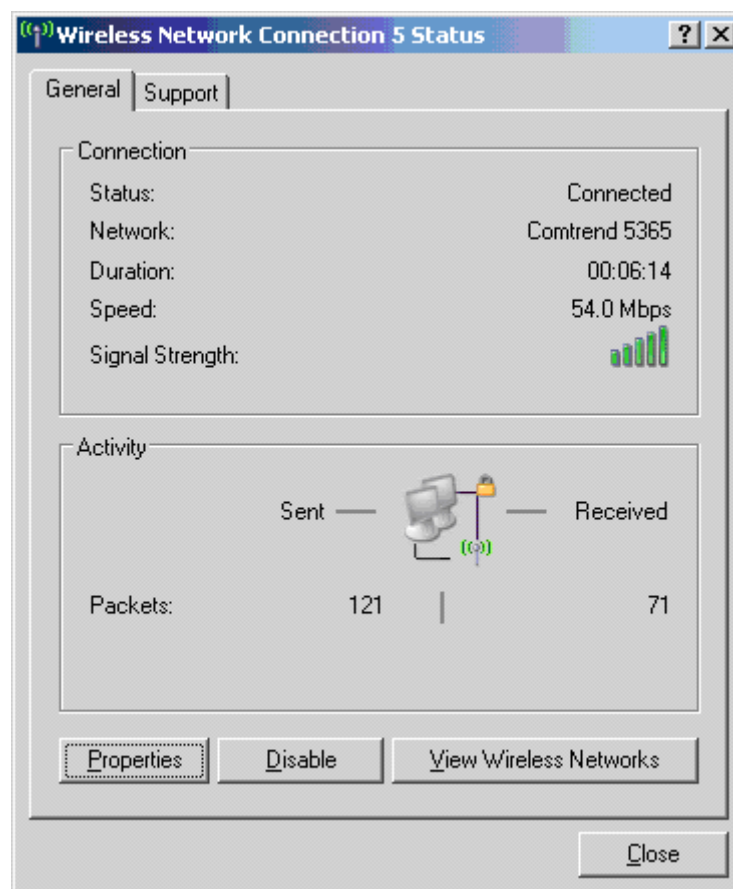 Wireless Network Connection 5 Status
General Support
Connection
Status: Connected
Network: Comtrend 5365
Duration: 00:06:14
Speed: 54.0 Mbps
Signal Strength:
Activity
Sent Received
Packets: 121 71
Properties Disable View Wireless Networks
Close